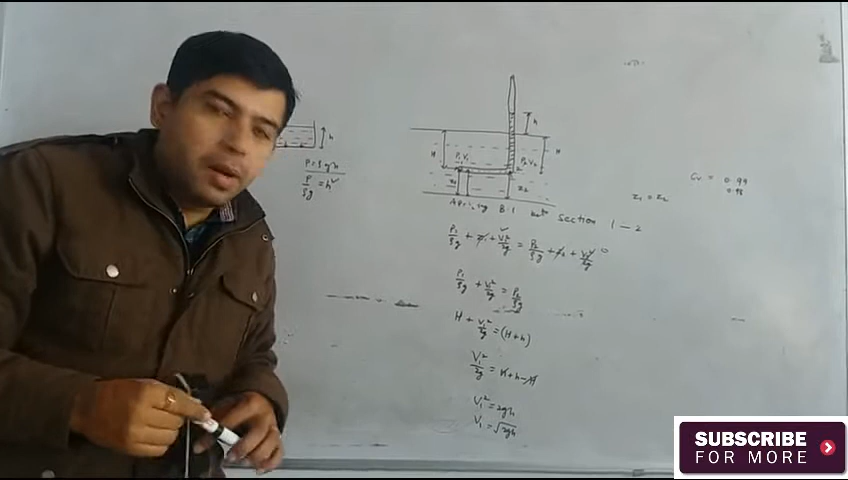 h
P = ρgh
P/ρg = h
h
H
H
P₁ V₁
P₂ V₂
Z₂
Applying B.E b/w section 1 – 2
Z₁ = Z₂
Cv = 0.99
0.98
P₁/ρg + Z₁ + V₁²/2g = P₂/ρg + Z₂ + V₂²/2g 0
P₁/ρg + V₁²/2g = P₂/ρg
H + V₁²/2g = (H+h)
V₁²/2g = H+h-H
V₁² = 2gh
V₁ = √2gh
SUBSCRIBE
FOR MORE